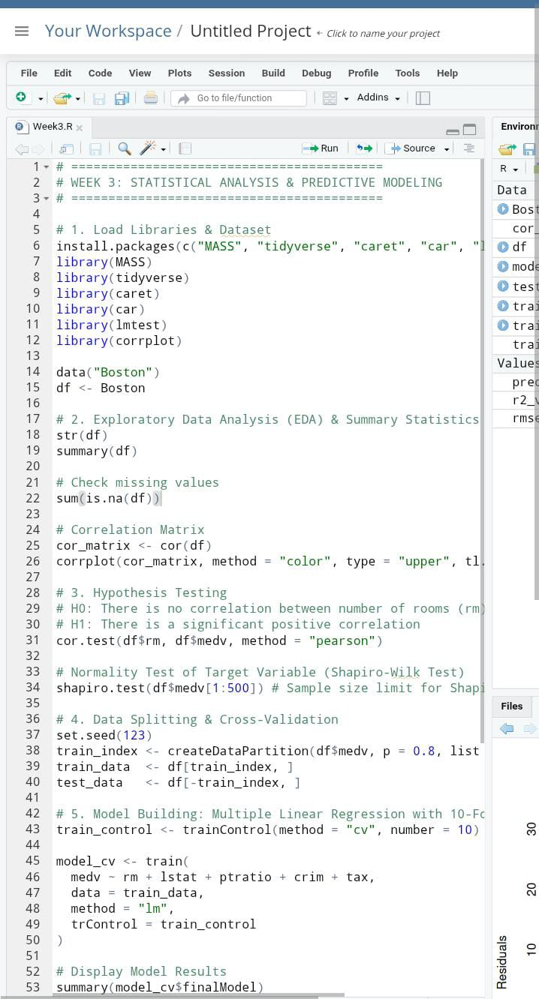 Your Workspace / Untitled Project ← Click to name your project
File Edit Code View Plots Session Build Debug Profile Tools Help
Go to file/function Addins
Week3.R
Run Source
1 # =========================================
2 # WEEK 3: STATISTICAL ANALYSIS & PREDICTIVE MODELING
3 # =========================================
4
5 # 1. Load Libraries & Dataset
6 install.packages(c("MASS", "tidyverse", "caret", "car", "l
7 library(MASS)
8 library(tidyverse)
9 library(caret)
10 library(car)
11 library(lmtest)
12 library(corrplot)
13
14 data("Boston")
15 df <- Boston
16
17 # 2. Exploratory Data Analysis (EDA) & Summary Statistics
18 str(df)
19 summary(df)
20
21 # Check missing values
22 sum(is.na(df))
23
24 # Correlation Matrix
25 cor_matrix <- cor(df)
26 corrplot(cor_matrix, method = "color", type = "upper", tl.
27
28 # 3. Hypothesis Testing
29 # H0: There is no correlation between number of rooms (rm)
30 # H1: There is a significant positive correlation
31 cor.test(df$rm, df$medv, method = "pearson")
32
33 # Normality Test of Target Variable (Shapiro-Wilk Test)
34 shapiro.test(df$medv[1:500]) # Sample size limit for Shapi
35
36 # 4. Data Splitting & Cross-Validation
37 set.seed(123)
38 train_index <- createDataPartition(df$medv, p = 0.8, list
39 train_data  <- df[train_index, ]
40 test_data   <- df[-train_index, ]
41
42 # 5. Model Building: Multiple Linear Regression with 10-Fo
43 train_control <- trainControl(method = "cv", number = 10)
44
45 model_cv <- train(
46   medv ~ rm + lstat + ptratio + crim + tax,
47   data = train_data,
48   method = "lm",
49   trControl = train_control
50 )
51
52 # Display Model Results
53 summary(model_cv$finalModel)
Environ
R
Data
Bost
cor_
df
mode
test
trai
trai
trai
Values
pred
r2_v
rmse
Files
30
20
10
Residuals